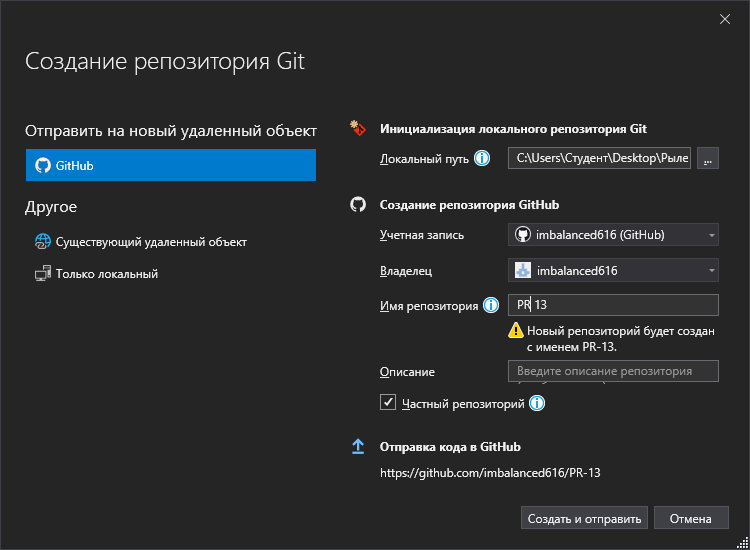 Создание репозитория Git
Отправить на новый удаленный объект
GitHub
Другое
Существующий удаленный объект
Только локальный
Инициализация локального репозитория Git
Локальный путь
C:\Users\Студент\Desktop\Рыле
...
Создание репозитория GitHub
Учетная запись
imbalanced616 (GitHub)
Владелец
imbalanced616
Имя репозитория
PR 13
Новый репозиторий будет создан
с именем PR-13.
Описание
Введите описание репозитория
Частный репозиторий
Отправка кода в GitHub
https://github.com/imbalanced616/PR-13
Создать и отправить
Отмена